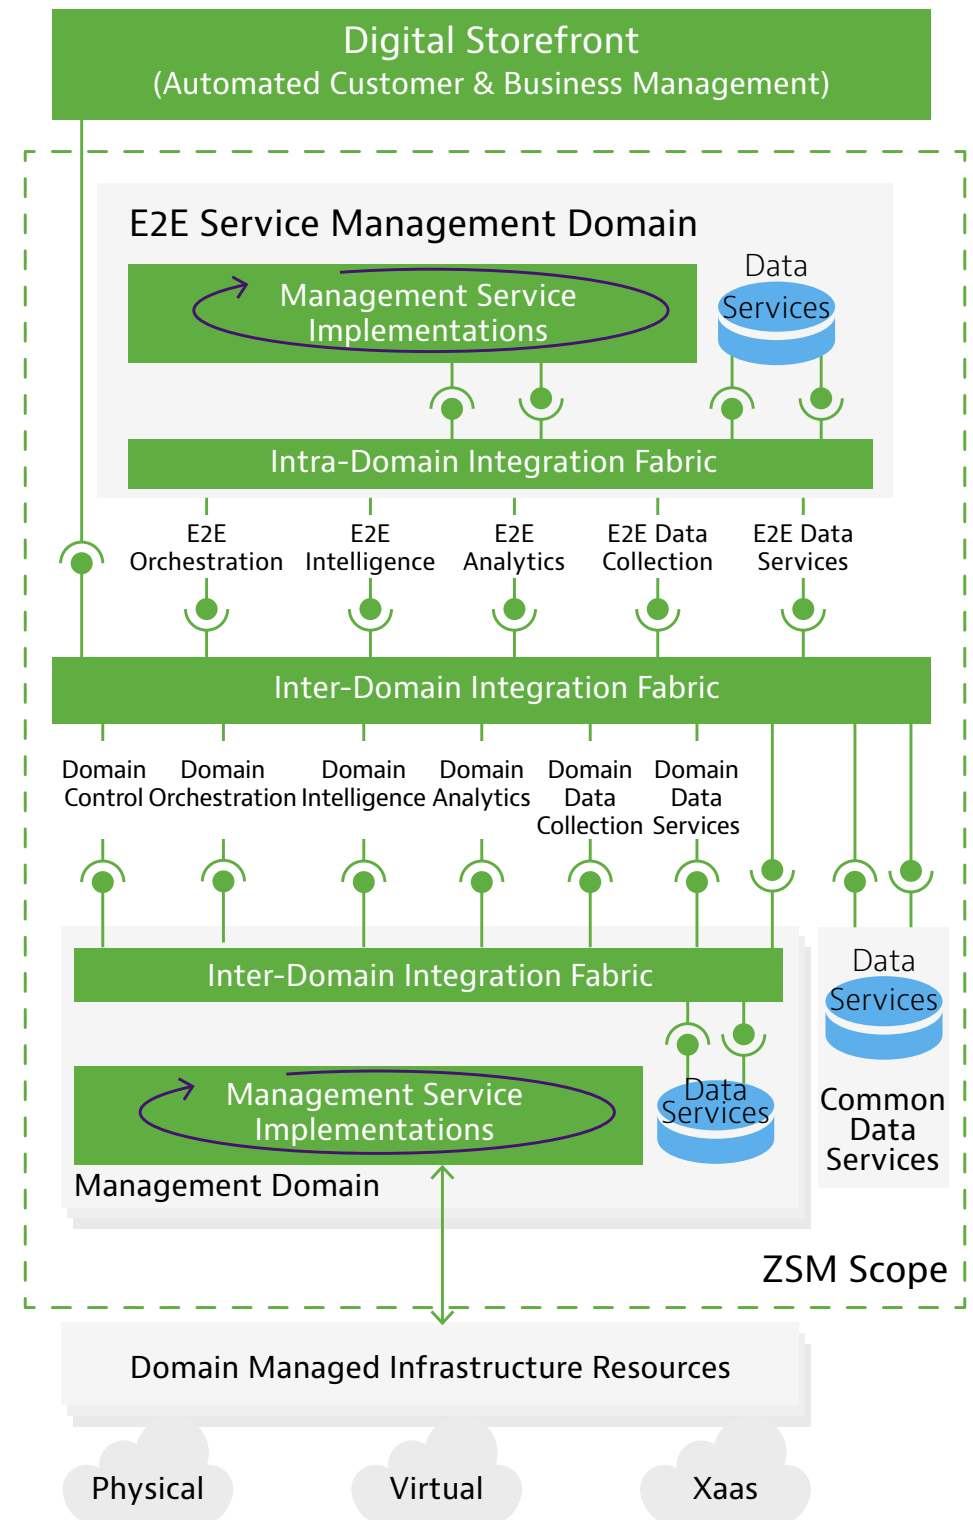 Digital Storefront
(Automated Customer & Business Management)
E2E Service Management Domain
Management Service
Implementations
Data
Services
Intra-Domain Integration Fabric
E2E
Orchestration
E2E
Intelligence
E2E
Analytics
E2E Data
Collection
E2E Data
Services
Inter-Domain Integration Fabric
Domain
Control
Domain
Orchestration
Domain
Intelligence
Domain
Analytics
Domain
Data
Collection
Domain
Data
Services
Inter-Domain Integration Fabric
Management Service
Implementations
Data
Services
Management Domain
Data
Services
Common
Data
Services
ZSM Scope
Domain Managed Infrastructure Resources
Physical
Virtual
Xaas